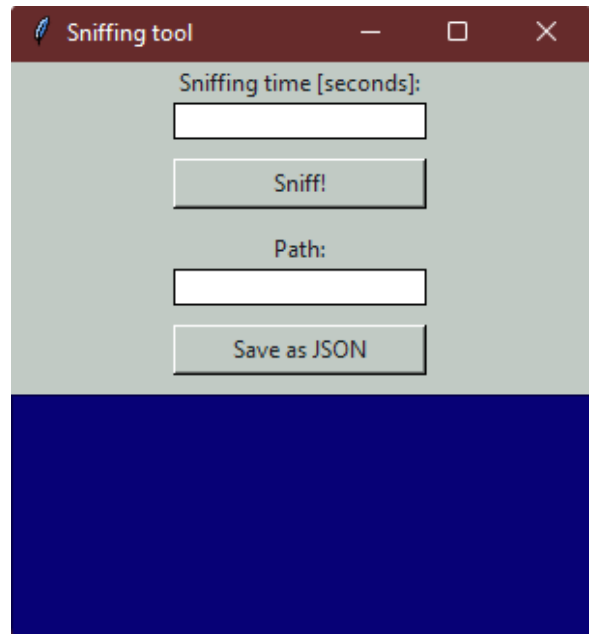 Sniffing tool
Sniffing time [seconds]:
Sniff!
Path:
Save as JSON